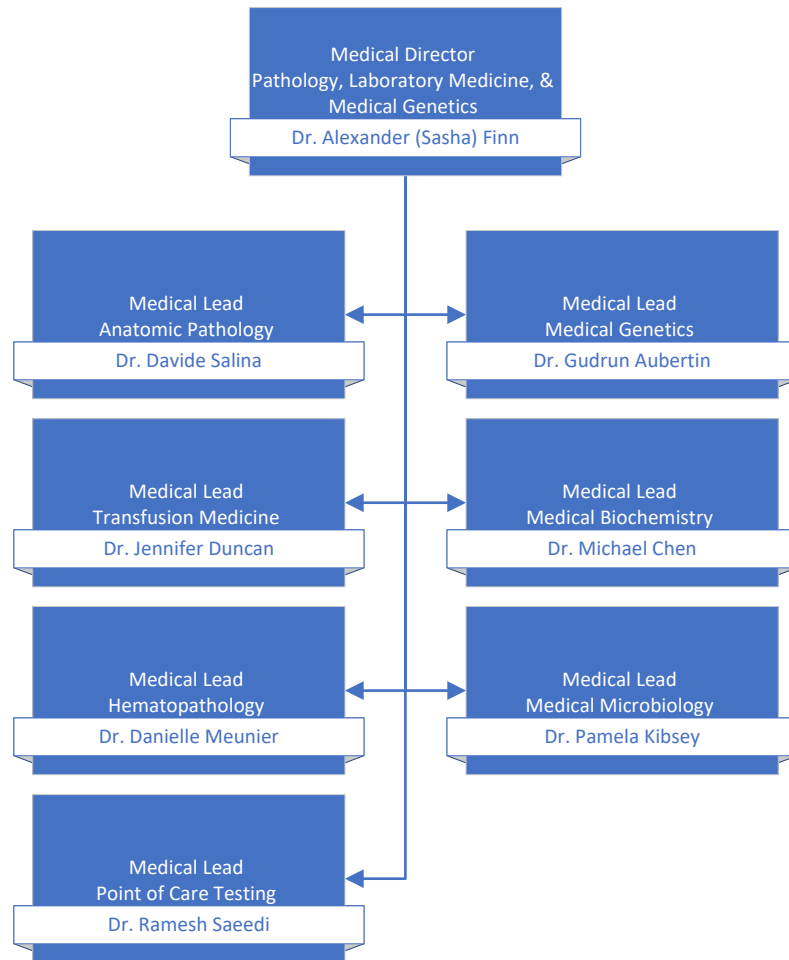 Medical Director
Pathology, Laboratory Medicine, &
Medical Genetics
Dr. Alexander (Sasha) Finn
Medical Lead
Anatomic Pathology
Dr. Davide Salina
Medical Lead
Medical Genetics
Dr. Gudrun Aubertin
Medical Lead
Transfusion Medicine
Dr. Jennifer Duncan
Medical Lead
Medical Biochemistry
Dr. Michael Chen
Medical Lead
Hematopathology
Dr. Danielle Meunier
Medical Lead
Medical Microbiology
Dr. Pamela Kibsey
Medical Lead
Point of Care Testing
Dr. Ramesh Saeedi